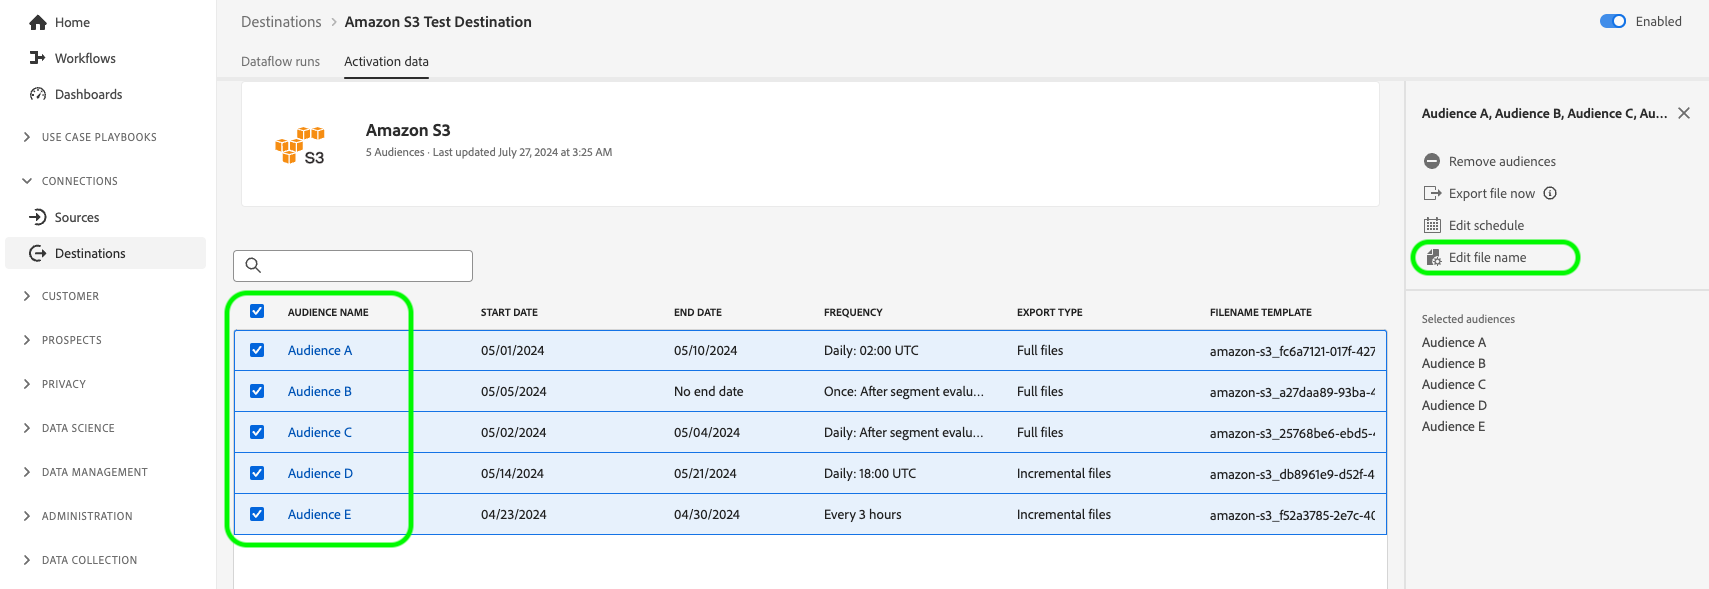 Home
Workflows
Dashboards
USE CASE PLAYBOOKS
CONNECTIONS
Sources
Destinations
CUSTOMER
PROSPECTS
PRIVACY
DATA SCIENCE
DATA MANAGEMENT
ADMINISTRATION
DATA COLLECTION
Destinations > Amazon S3 Test Destination
Enabled
Dataflow runs Activation data
S3
Amazon S3
5 Audiences · Last updated July 27, 2024 at 3:25 AM
AUDIENCE NAME START DATE END DATE FREQUENCY EXPORT TYPE FILENAME TEMPLATE
Audience A 05/01/2024 05/10/2024 Daily: 02:00 UTC Full files amazon-s3_fc6a7121-017f-427
Audience B 05/05/2024 No end date Once: After segment evalu... Full files amazon-s3_a27daa89-93ba-4
Audience C 05/02/2024 05/04/2024 Daily: After segment evalu... Full files amazon-s3_25768be6-ebd5-4
Audience D 05/14/2024 05/21/2024 Daily: 18:00 UTC Incremental files amazon-s3_db8961e9-d52f-4
Audience E 04/23/2024 04/30/2024 Every 3 hours Incremental files amazon-s3_f52a3785-2e7c-40
Audience A, Audience B, Audience C, Au...
Remove audiences
Export file now
Edit schedule
Edit file name
Selected audiences
Audience A
Audience B
Audience C
Audience D
Audience E